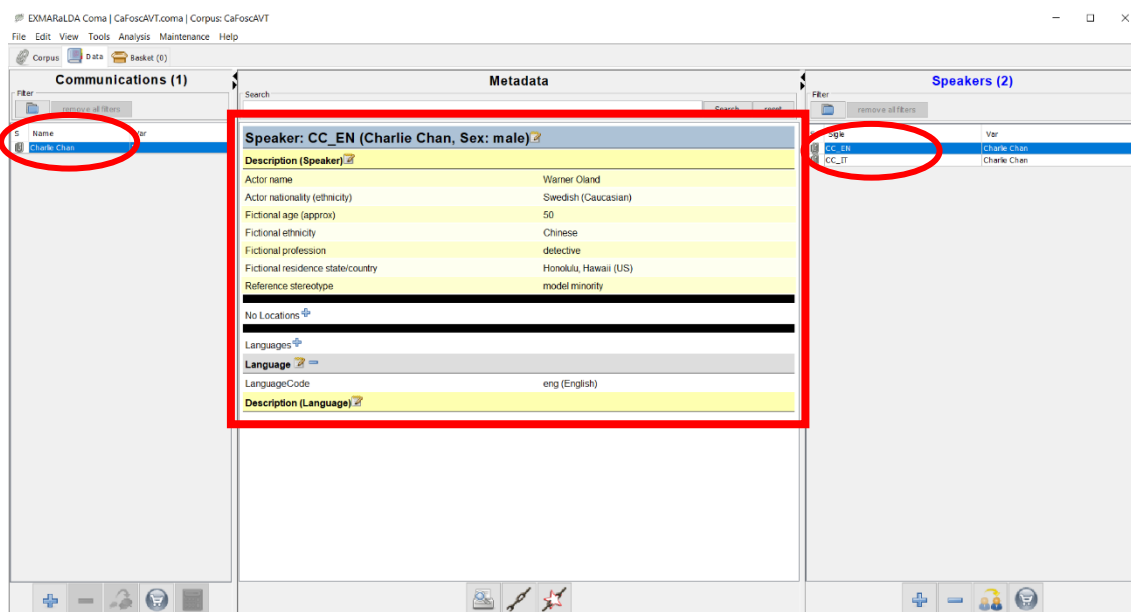 EXMARaLDA Coma | CaFoscAVT.coma | Corpus: CaFoscAVT
File Edit View Tools Analysis Maintenance Help
Corpus Data Basket (0)
Communications (1)
Filter
remove all filters
S Name Var
Charlie Chan
Metadata
Search
Search reset
Speaker: CC_EN (Charlie Chan, Sex: male)
Description (Speaker)
Actor name Warner Oland
Actor nationality (ethnicity) Swedish (Caucasian)
Fictional age (approx) 50
Fictional ethnicity Chinese
Fictional profession detective
Fictional residence state/country Honolulu, Hawaii (US)
Reference stereotype model minority
No Locations
Languages
Language
LanguageCode eng (English)
Description (Language)
Speakers (2)
Filter
remove all filters
Sigle Var
CC_EN Charlie Chan
CC_IT Charlie Chan